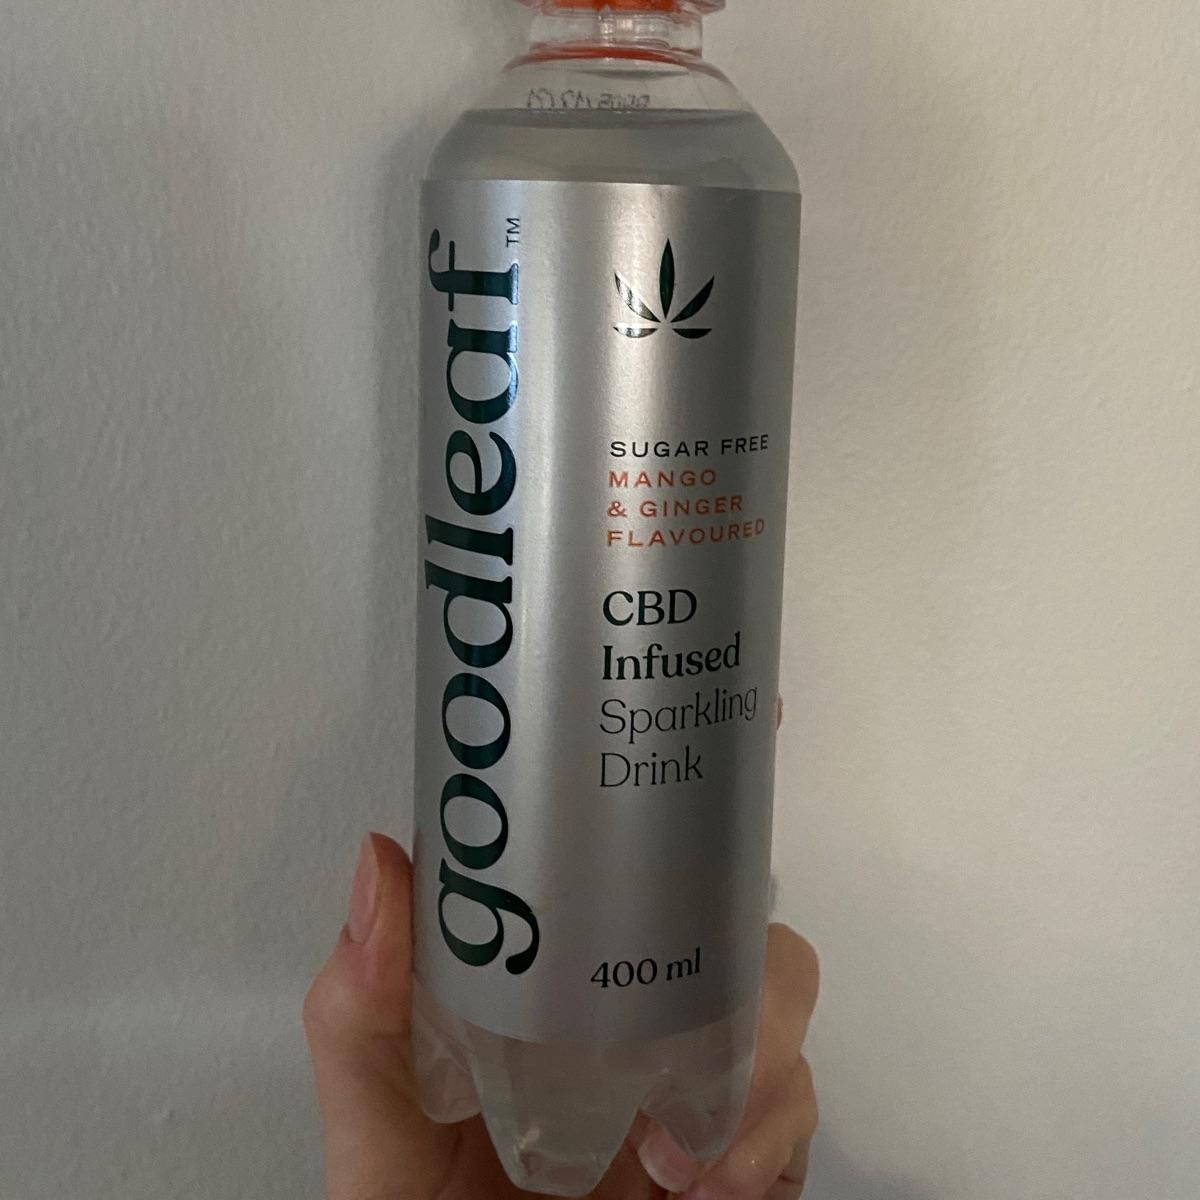 goodleaf™
SUGAR FREE
MANGO
& GINGER
FLAVOURED
CBD
Infused
Sparkling
Drink
400 ml